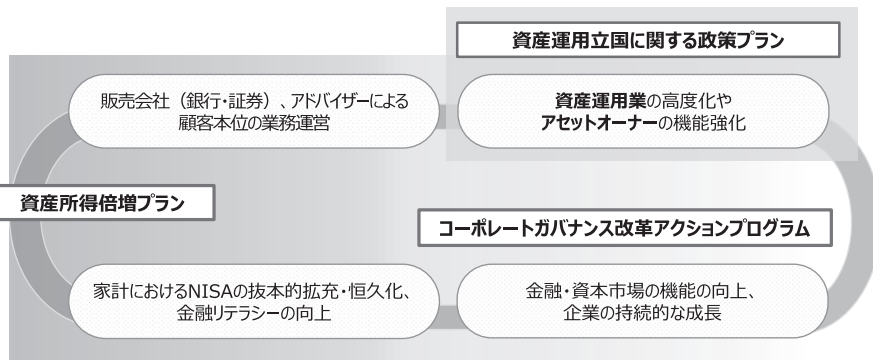 資産運用立国に関する政策プラン
販売会社（銀行・証券）、アドバイザーによる
顧客本位の業務運営
資産運用業の高度化や
アセットオーナーの機能強化
資産所得倍増プラン
コーポレートガバナンス改革アクションプログラム
家計におけるNISAの抜本的拡充・恒久化、
金融リテラシーの向上
金融・資本市場の機能の向上、
企業の持続的な成長